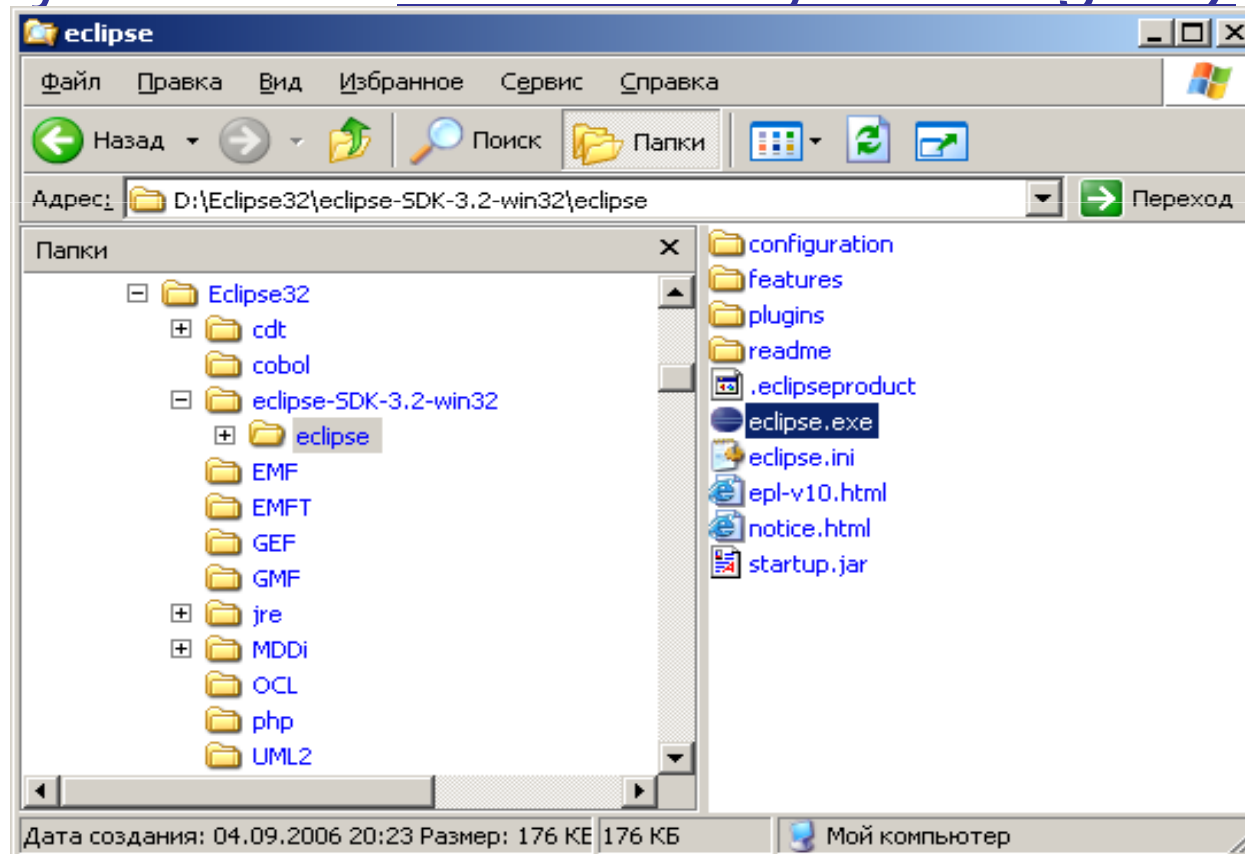 eclipse
Файл Правка Вид Избранное Сервис Справка
Назад Поиск Папки
Адрес: D:\Eclipse32\eclipse-SDK-3.2-win32\eclipse Переход
Папки
Eclipse32
cdt
cobol
eclipse-SDK-3.2-win32
eclipse
EMF
EMFT
GEF
GMF
jre
MDDi
OCL
php
UML2
configuration
features
plugins
readme
.eclipseproduct
eclipse.exe
eclipse.ini
epl-v10.html
notice.html
startup.jar
Дата создания: 04.09.2006 20:23 Размер: 176 КБ 176 КБ Мой компьютер